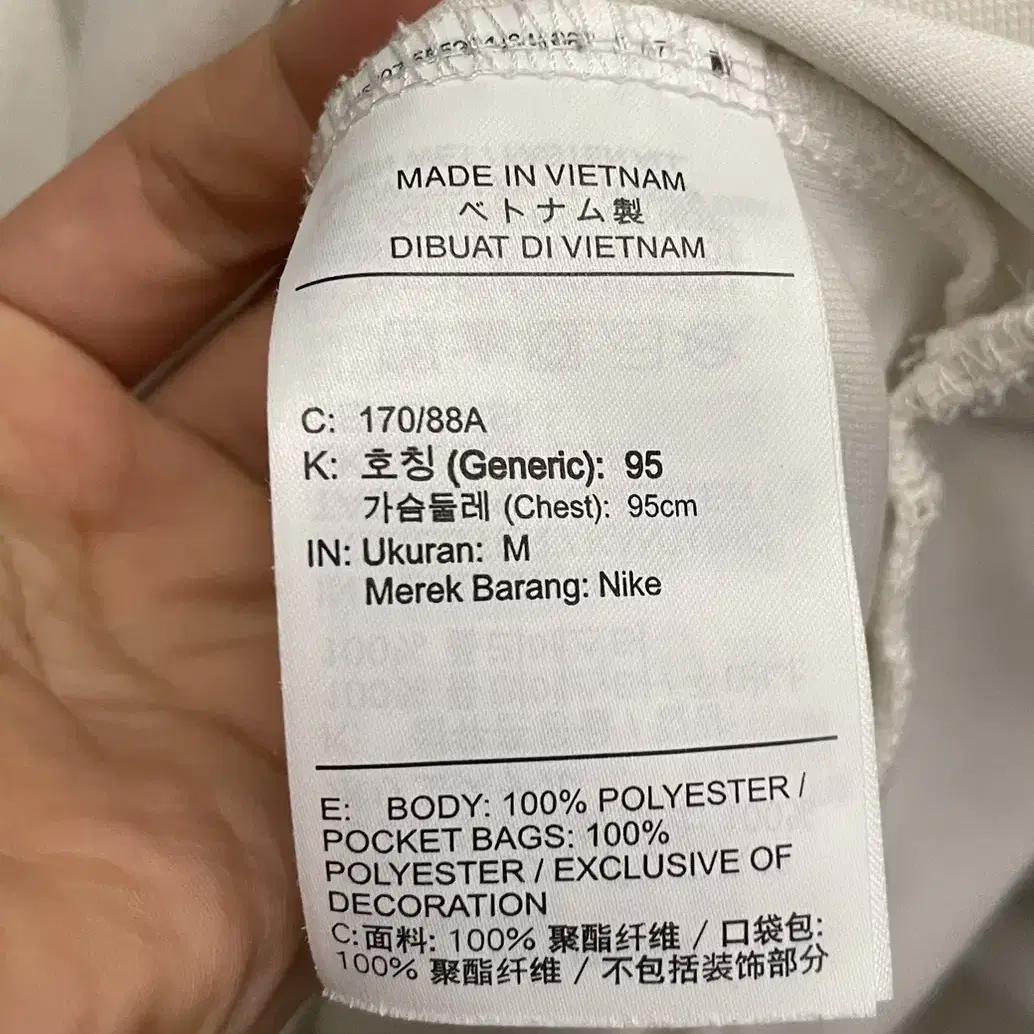 MADE IN VIETNAM
ベトナム製
DIBUAT DI VIETNAM
C: 170/88A
K: 호칭 (Generic): 95
가슴둘레 (Chest): 95cm
IN: Ukuran: M
Merek Barang: Nike
E: BODY: 100% POLYESTER /
POCKET BAGS: 100%
POLYESTER / EXCLUSIVE OF
DECORATION
C: 面料: 100% 聚酯纤维 / 口袋包:
100% 聚酯纤维 / 不包括装饰部分